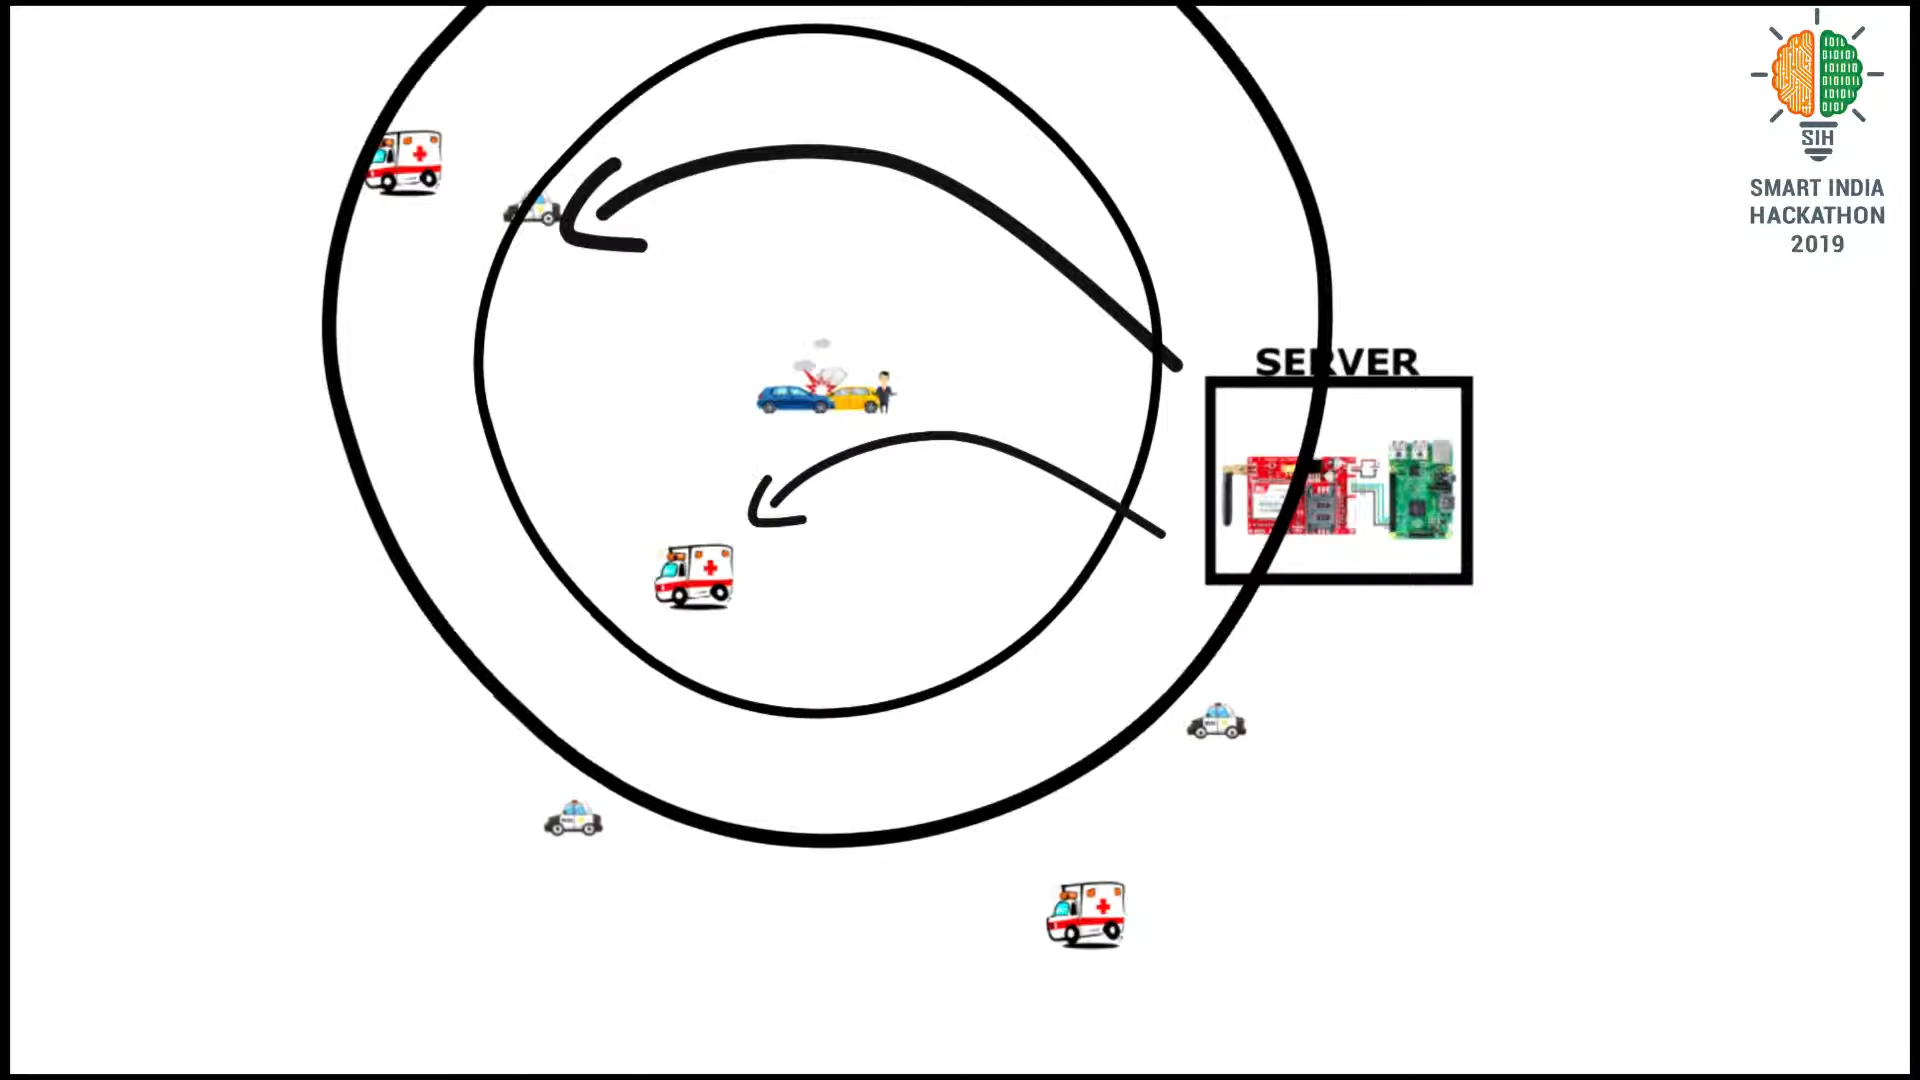 SIH
SMART INDIA
HACKATHON
2019
SERVER